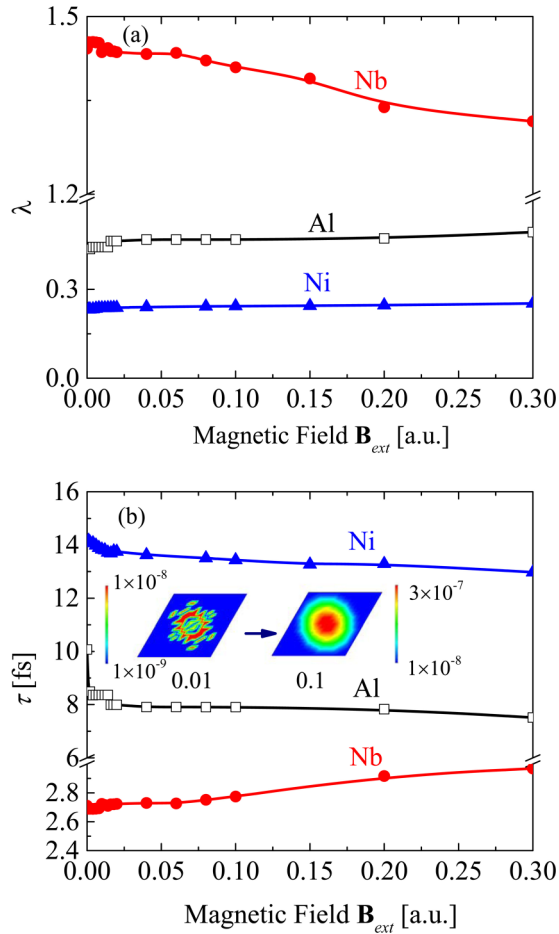 1.5
(a)
Nb
1.2
λ
Al
0.3
Ni
0.0
0.00 0.05 0.10 0.15 0.20 0.25 0.30
Magnetic Field B_ext [a.u.]
16
(b)
14
Ni
1×10⁻⁸
3×10⁻⁷
12
10
1×10⁻⁹
1×10⁻⁸
0.01
0.1
τ [fs]
Al
8
6
Nb
2.8
2.6
2.4
0.00 0.05 0.10 0.15 0.20 0.25 0.30
Magnetic Field B_ext [a.u.]